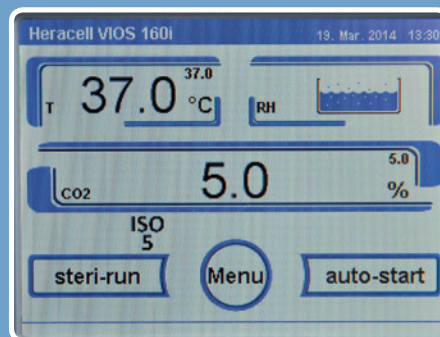 Heracell VIOS 160i 19. Mar. 2014 13:30
37.0
T 37.0 °C RH
5.0
CO2 5.0 %
ISO
5
steri-run Menu auto-start